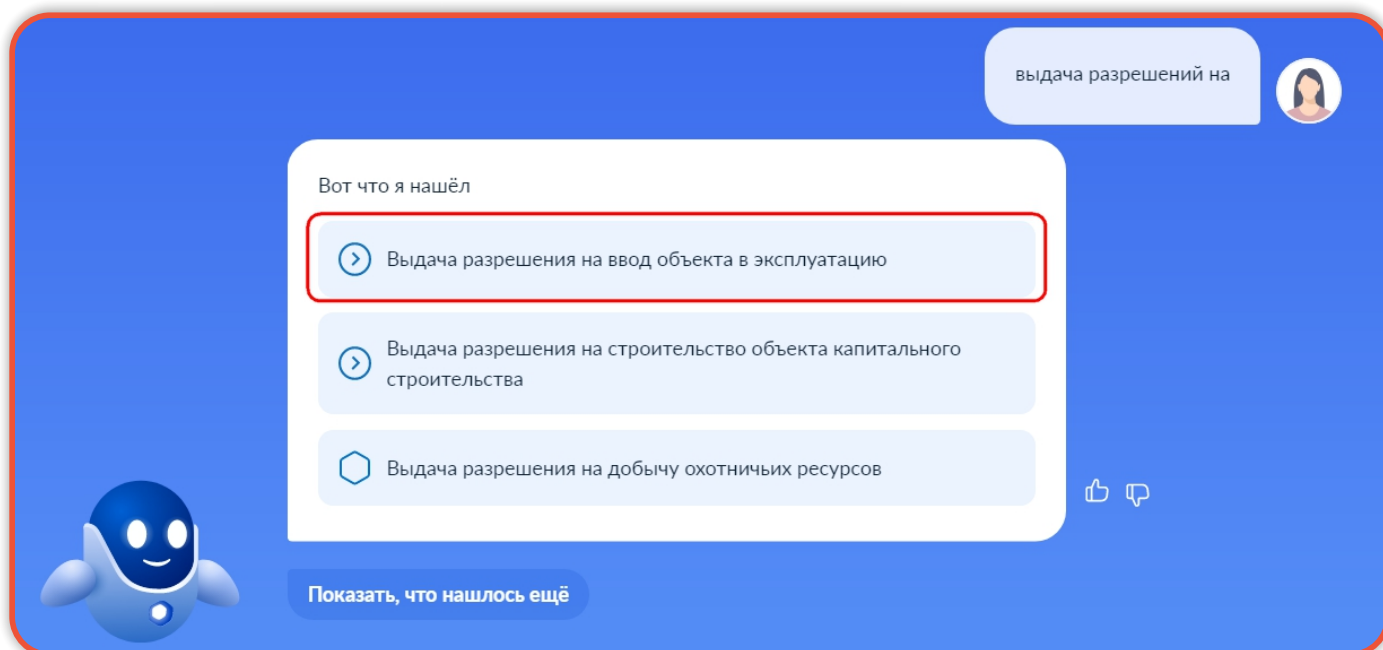 выдача разрешений на
Вот что я нашёл
Выдача разрешения на ввод объекта в эксплуатацию
Выдача разрешения на строительство объекта капитального
строительства
Выдача разрешения на добычу охотничьих ресурсов
Показать, что нашлось ещё